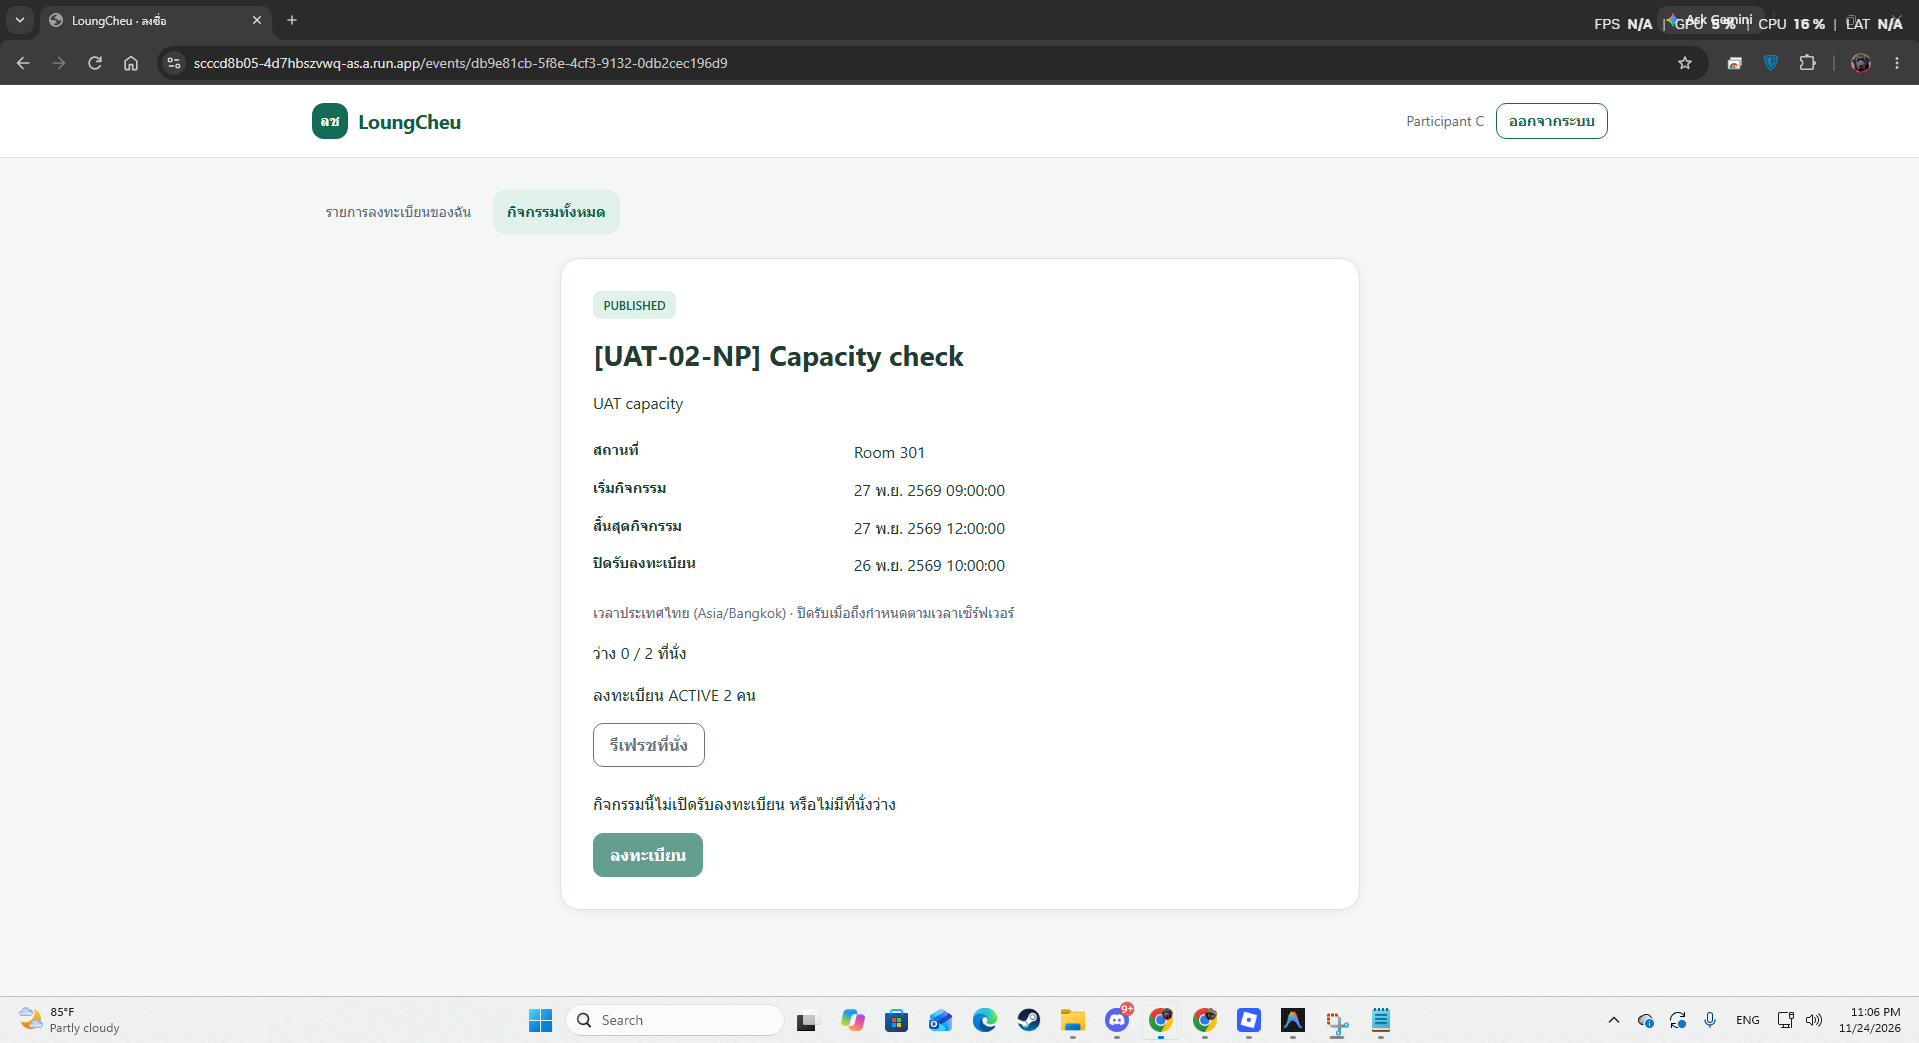 LoungCheu · ลงชื่อ
Ask Gemini
FPS N/A | GPU 5 % | CPU 16 % | LAT N/A
scccd8b05-4d7hbszvwq-as.a.run.app/events/db9e81cb-5f8e-4cf3-9132-0db2cec196d9
ลช LoungCheu
Participant C ออกจากระบบ
รายการลงทะเบียนของฉัน กิจกรรมทั้งหมด
PUBLISHED
[UAT-02-NP] Capacity check
UAT capacity
สถานที่ Room 301
เริ่มกิจกรรม 27 พ.ย. 2569 09:00:00
สิ้นสุดกิจกรรม 27 พ.ย. 2569 12:00:00
ปิดรับลงทะเบียน 26 พ.ย. 2569 10:00:00
เวลาประเทศไทย (Asia/Bangkok) · ปิดรับเมื่อถึงกำหนดตามเวลาเซิร์ฟเวอร์
ว่าง 0 / 2 ที่นั่ง
ลงทะเบียน ACTIVE 2 คน
รีเฟรชที่นั่ง
กิจกรรมนี้ไม่เปิดรับลงทะเบียน หรือไม่มีที่นั่งว่าง
ลงทะเบียน
85°F
Partly cloudy
Search
9+
ENG
11:06 PM
11/24/2026